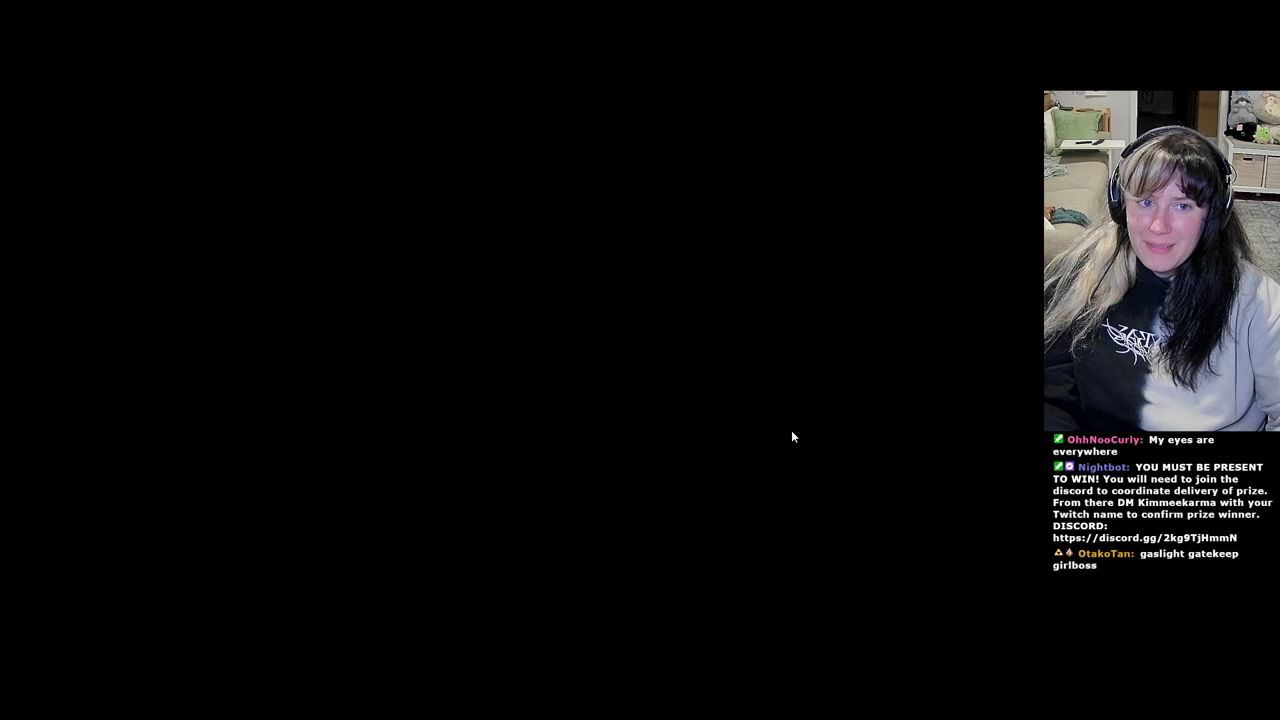 OhhNooCurly: My eyes are
everywhere
Nightbot: YOU MUST BE PRESENT
TO WIN! You will need to join the
discord to coordinate delivery of prize.
From there DM Kimmeekarma with your
Twitch name to confirm prize winner.
DISCORD:
https://discord.gg/2kg9TjHmmN
OtakoTan: gaslight gatekeep
girlboss